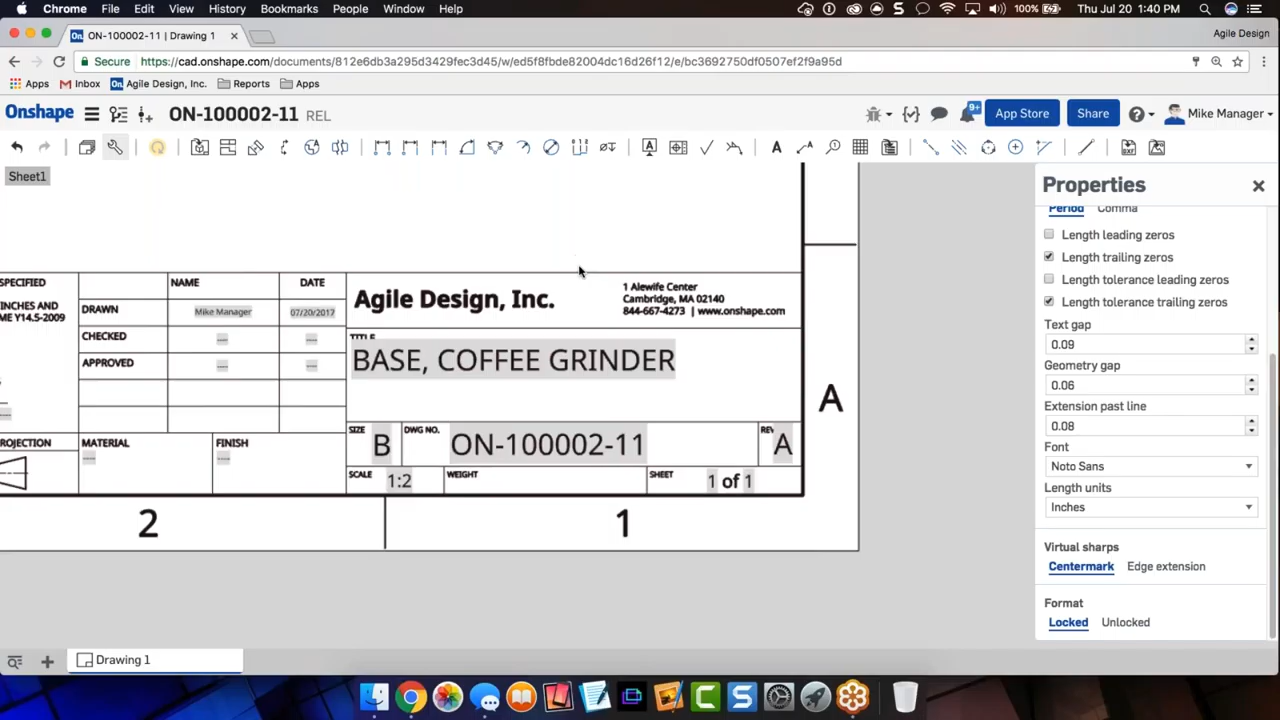 Chrome File Edit View History Bookmarks People Window Help 100% Thu Jul 20 1:40 PM
On ON-100002-11 | Drawing 1 Agile Design
Secure https://cad.onshape.com/documents/812e6db3a295d3429fec3d45/w/ed5f8fbde82004dc16d26f12/e/bc3692750df0507ef2f9a95d
Apps Inbox On Agile Design, Inc. Reports Apps
Onshape ON-100002-11 REL 9+ App Store Share Mike Manager
Sheet1
Properties
Period Comma
Length leading zeros
Length trailing zeros
Length tolerance leading zeros
Length tolerance trailing zeros
Text gap
0.09
Geometry gap
0.06
Extension past line
0.08
Font
Noto Sans
Length units
Inches
Virtual sharps
Centermark Edge extension
Format
Locked Unlocked
SPECIFIED
INCHES AND
ME Y14.5-2009
NAME DATE
DRAWN Mike Manager 07/20/2017
CHECKED ---- ----
APPROVED ---- ----
Agile Design, Inc.
1 Alewife Center
Cambridge, MA 02140
844-667-4273 | www.onshape.com
TITLE
BASE, COFFEE GRINDER
SIZE B DWG NO. ON-100002-11 REV A
ROJECTION MATERIAL ---- FINISH ----
SCALE 1:2 WEIGHT SHEET 1 of 1
A
2 1
Drawing 1